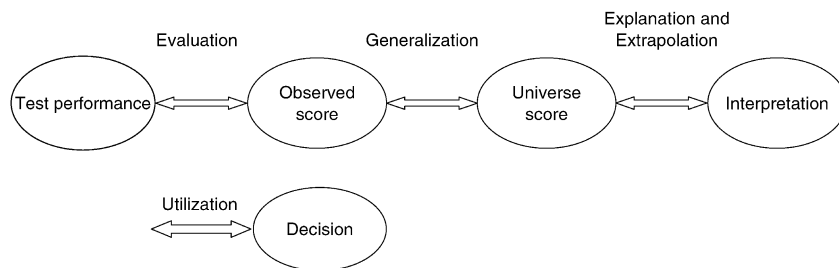 Evaluation
Generalization
Explanation and
Extrapolation
Test performance
Observed
score
Universe
score
Interpretation
Utilization
Decision